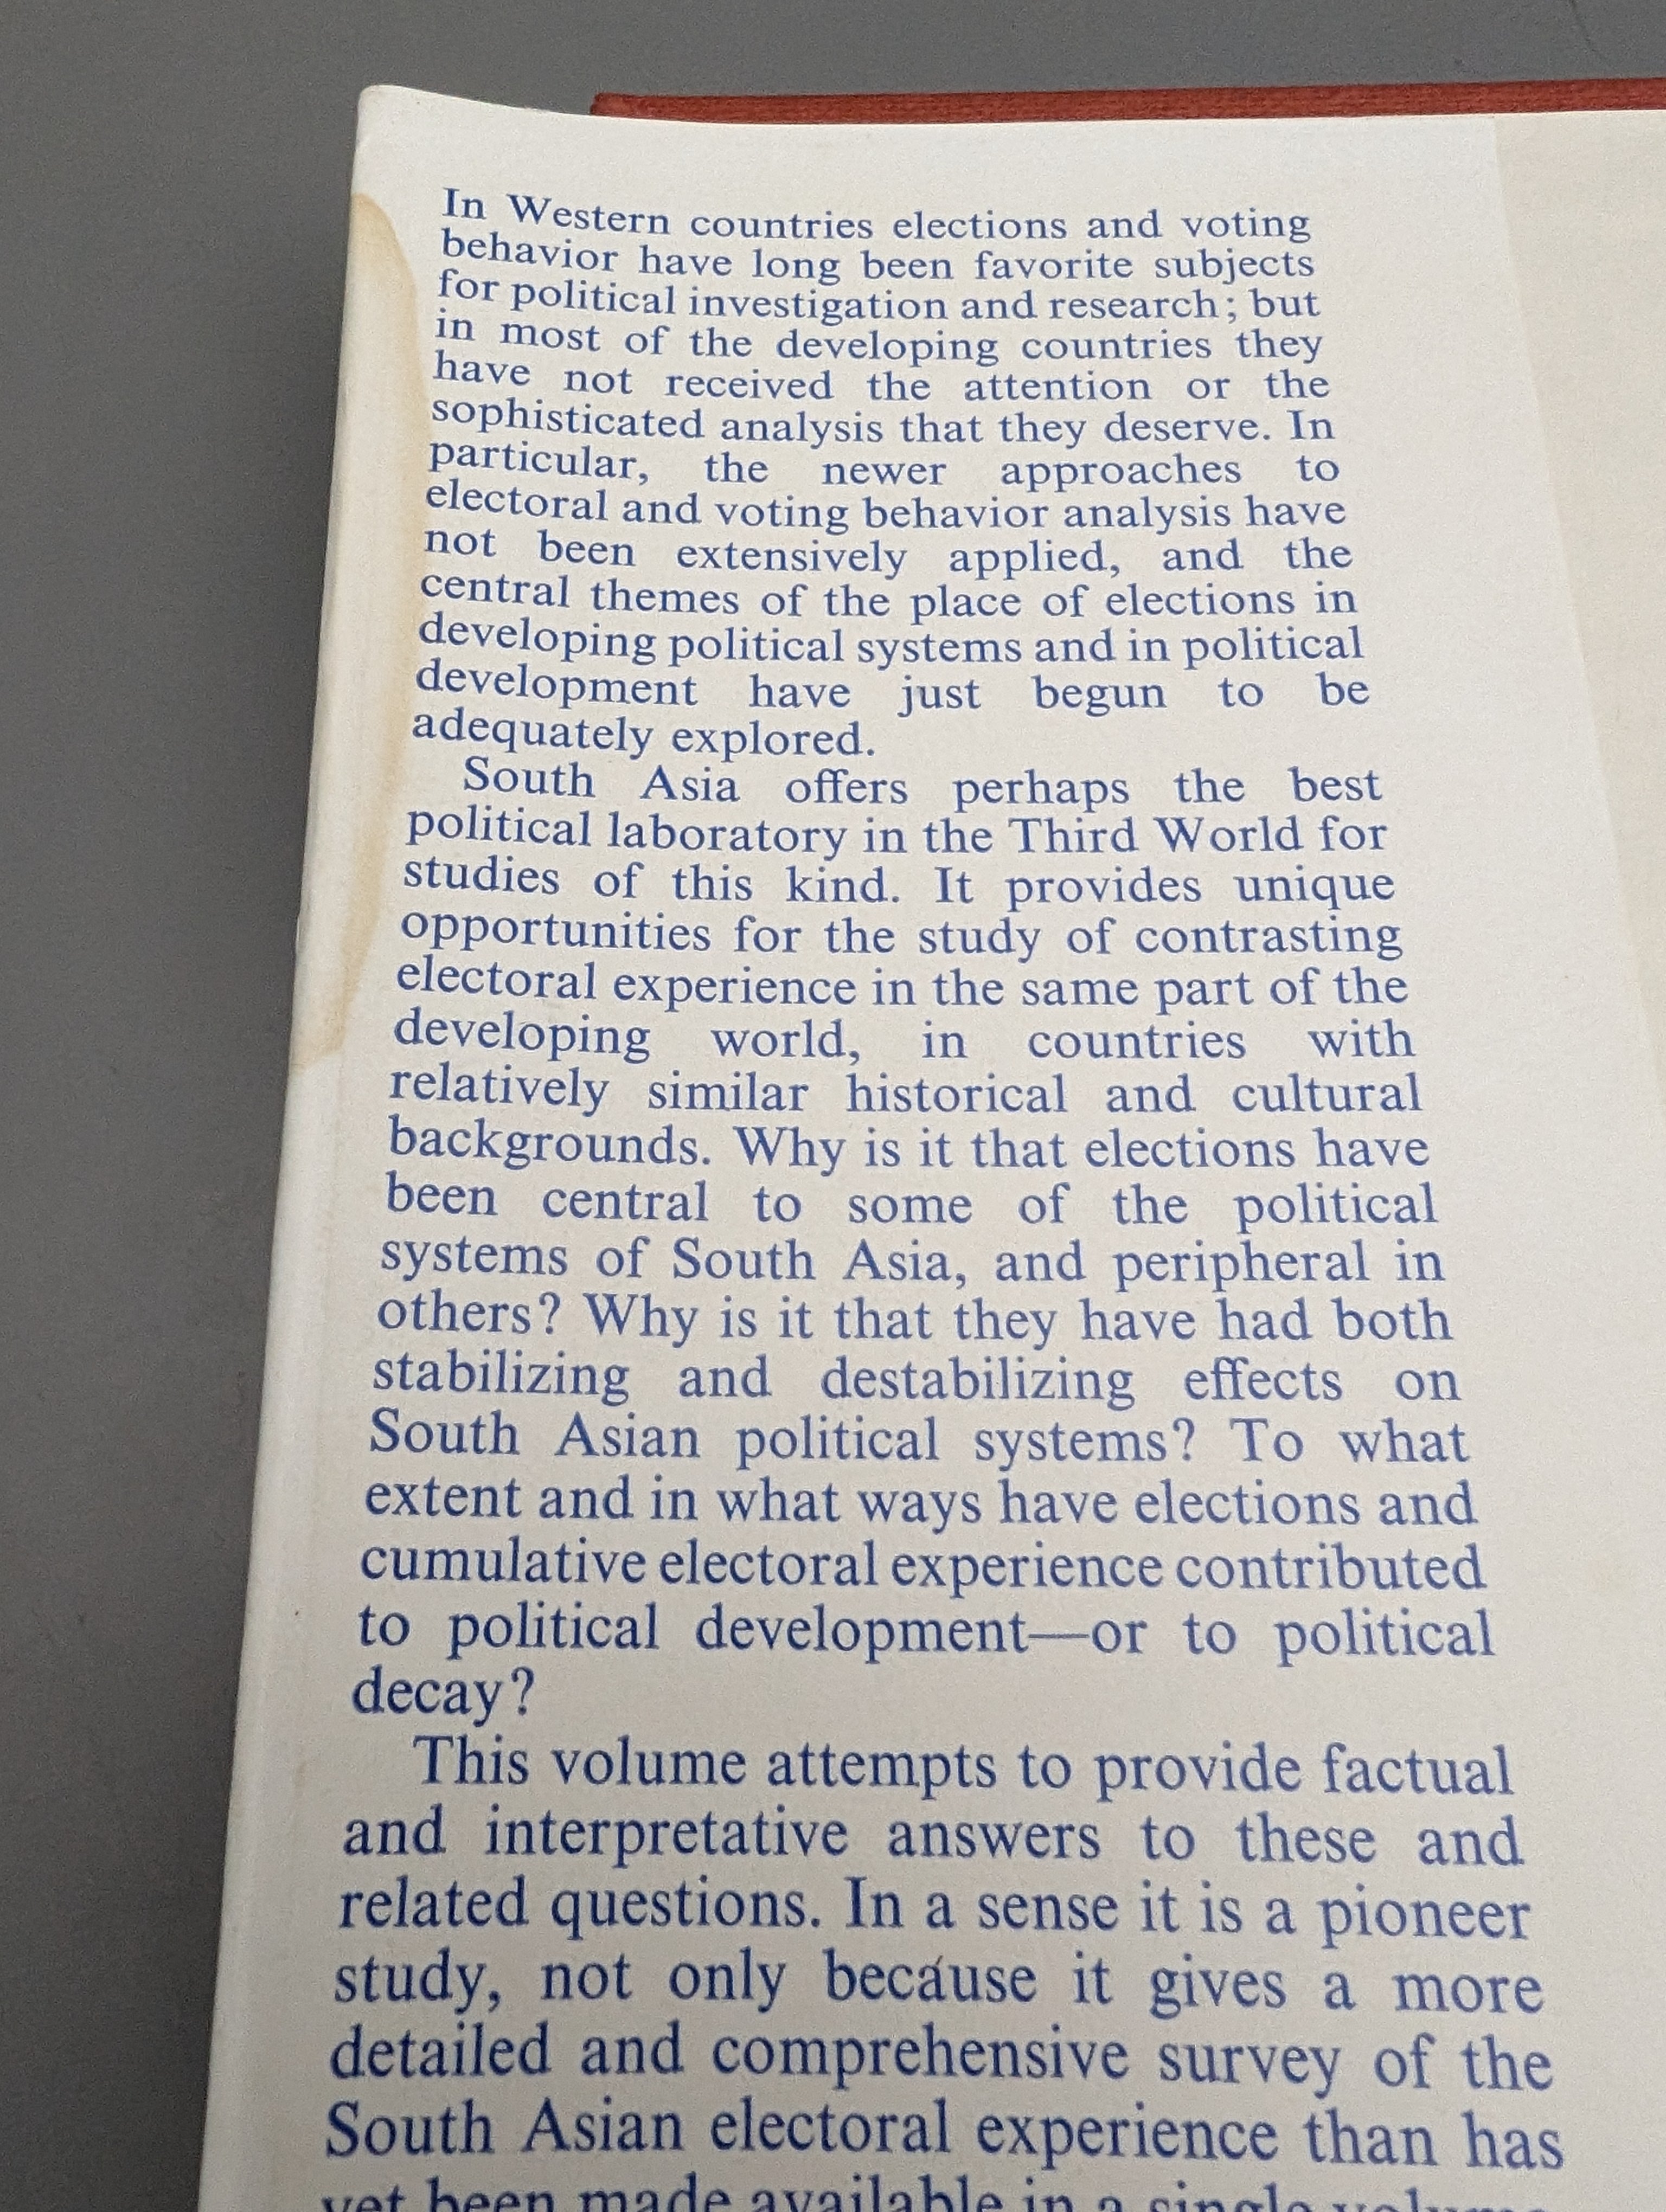 In Western countries elections and voting
behavior have long been favorite subjects
for political investigation and research; but
in most of the developing countries they
have not received the attention or the
sophisticated analysis that they deserve. In
particular, the newer approaches to
electoral and voting behavior analysis have
not been extensively applied, and the
central themes of the place of elections in
developing political systems and in political
development have just begun to be
adequately explored.
South Asia offers perhaps the best
political laboratory in the Third World for
studies of this kind. It provides unique
opportunities for the study of contrasting
electoral experience in the same part of the
developing world, in countries with
relatively similar historical and cultural
backgrounds. Why is it that elections have
been central to some of the political
systems of South Asia, and peripheral in
others? Why is it that they have had both
stabilizing and destabilizing effects on
South Asian political systems? To what
extent and in what ways have elections and
cumulative electoral experience contributed
to political development—or to political
decay?
This volume attempts to provide factual
and interpretative answers to these and
related questions. In a sense it is a pioneer
study, not only because it gives a more
detailed and comprehensive survey of the
South Asian electoral experience than has
yet been made available in a single volume